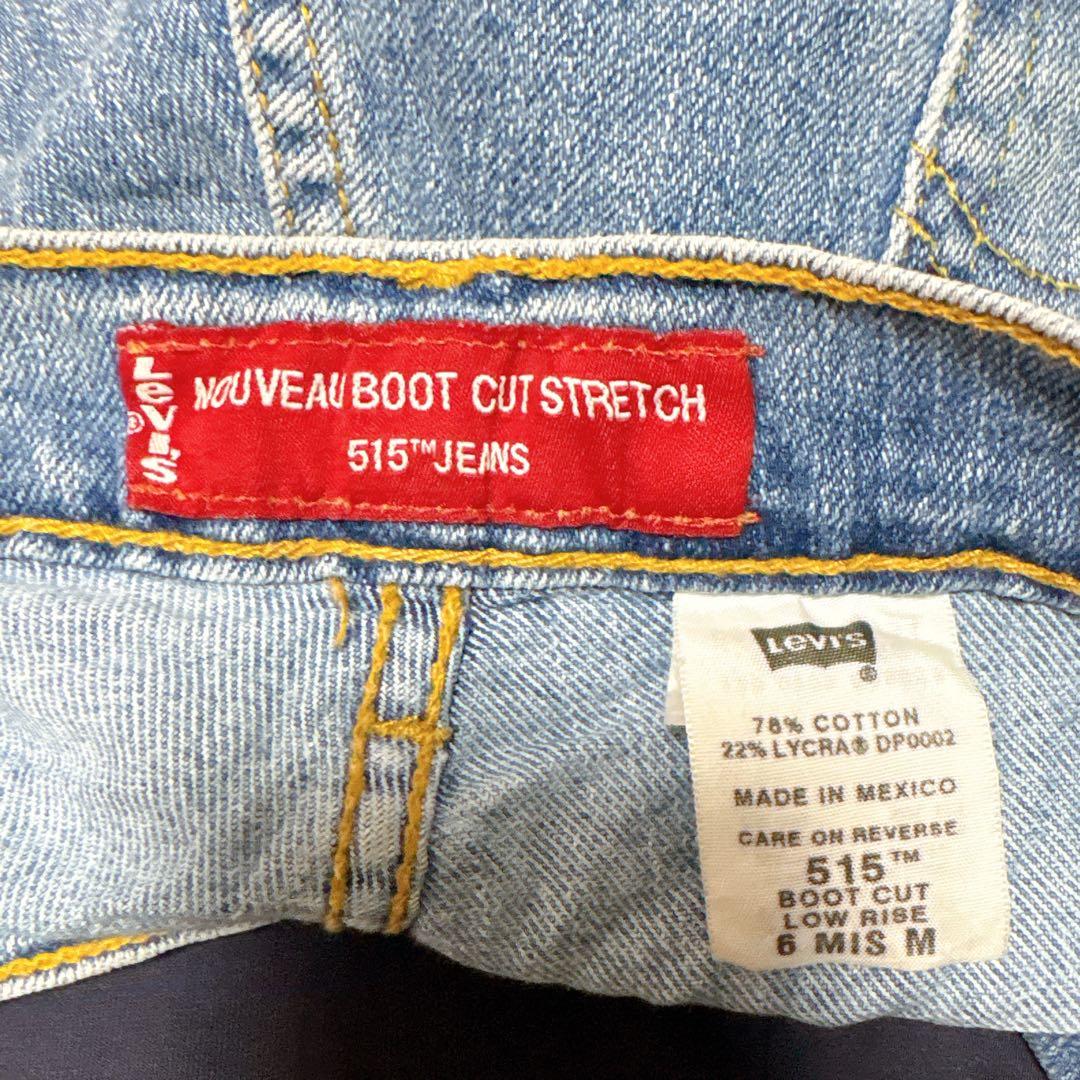 Levi's®
NOUVEAU BOOT CUT STRETCH
515™ JEANS
LEVI'S®
78% COTTON
22% LYCRA® DP0002
MADE IN MEXICO
CARE ON REVERSE
515™
BOOT CUT
LOW RISE
6 MIS M